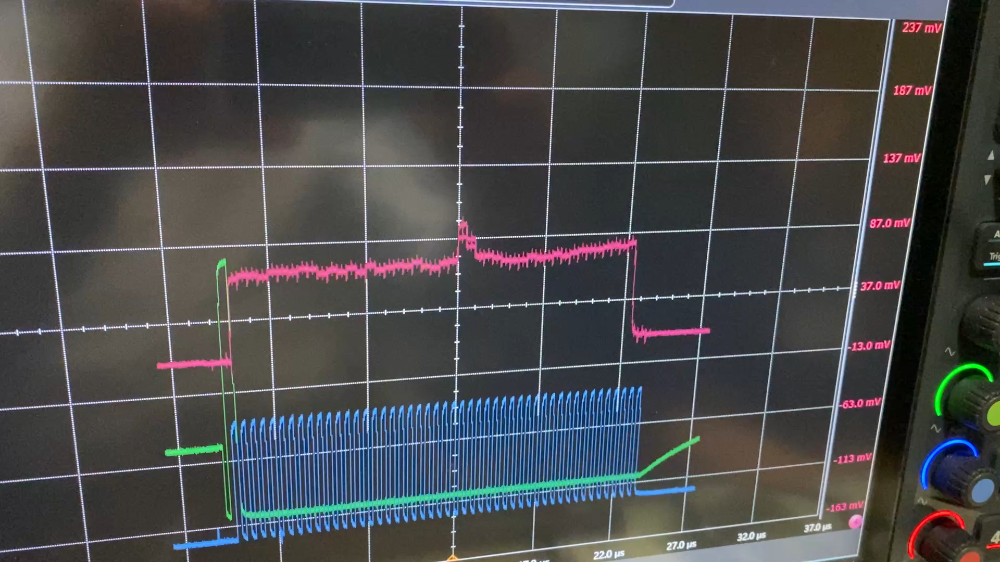 237 mV
187 mV
137 mV
87.0 mV
37.0 mV
-13.0 mV
-63.0 mV
-113 mV
-163 mV
22.0 µs
27.0 µs
32.0 µs
37.0 µs
4